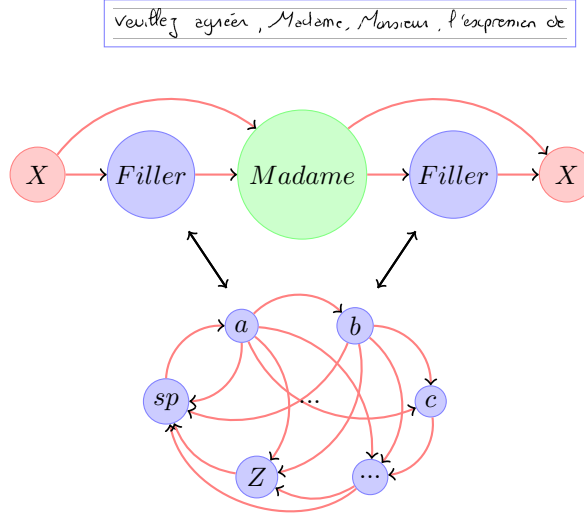 veuillez agréer, Madame, Monsieur, l'expression de
X Filler Madame Filler X
a b
sp ... c
Z ...